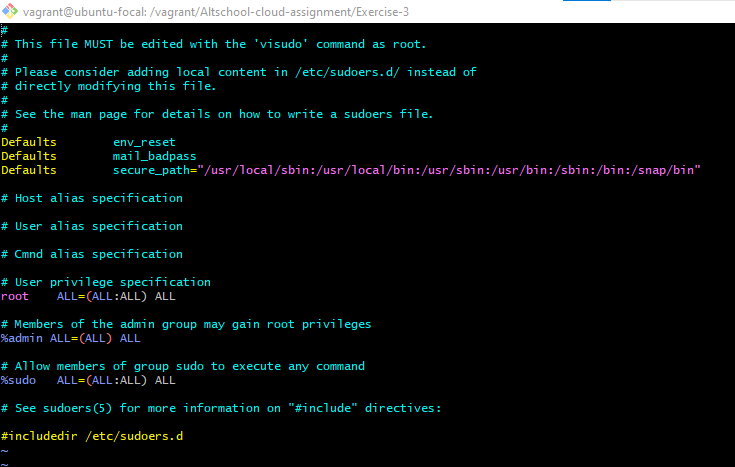 vagrant@ubuntu-focal: /vagrant/Altschool-cloud-assignment/Exercise-3
#
# This file MUST be edited with the 'visudo' command as root.
#
# Please consider adding local content in /etc/sudoers.d/ instead of
# directly modifying this file.
#
# See the man page for details on how to write a sudoers file.
#
Defaults        env_reset
Defaults        mail_badpass
Defaults        secure_path="/usr/local/sbin:/usr/local/bin:/usr/sbin:/usr/bin:/sbin:/bin:/snap/bin"
# Host alias specification
# User alias specification
# Cmnd alias specification
# User privilege specification
root    ALL=(ALL:ALL) ALL
# Members of the admin group may gain root privileges
%admin ALL=(ALL) ALL
# Allow members of group sudo to execute any command
%sudo   ALL=(ALL:ALL) ALL
# See sudoers(5) for more information on "#include" directives:
#includedir /etc/sudoers.d
~
~